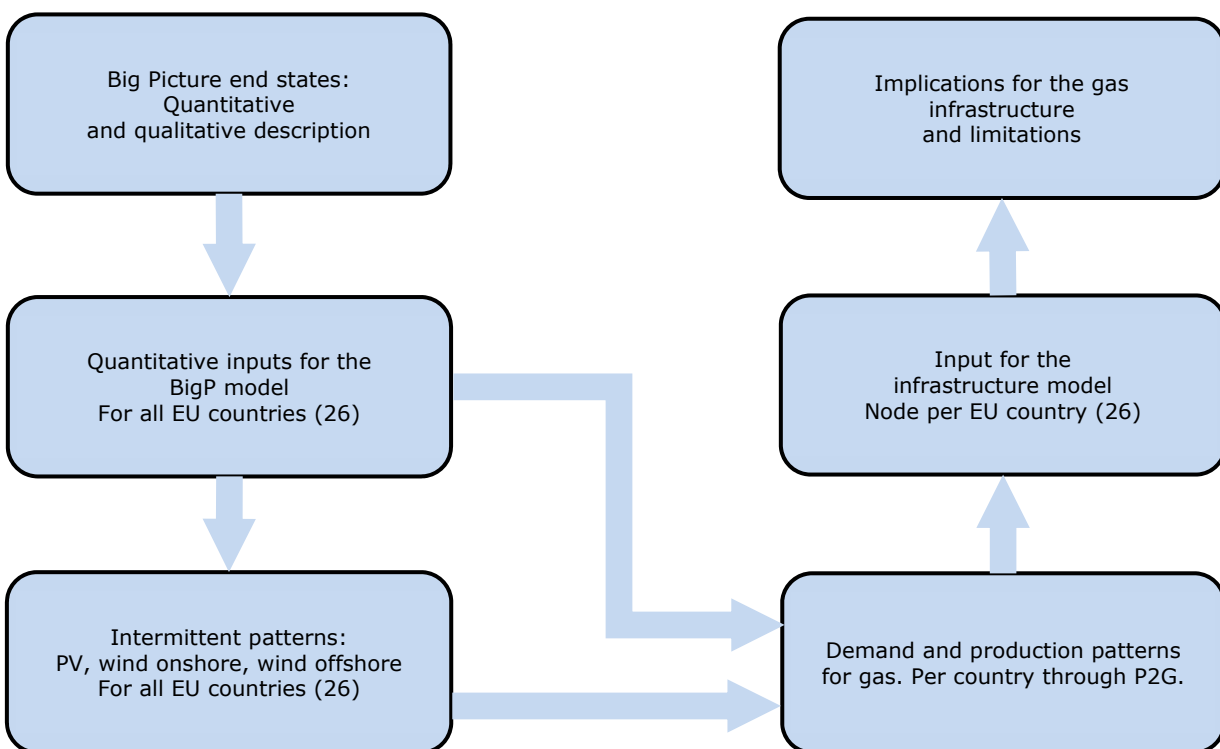 Big Picture end states:
Quantitative
and qualitative description
Quantitative inputs for the
BigP model
For all EU countries (26)
Intermittent patterns:
PV, wind onshore, wind offshore
For all EU countries (26)
Demand and production patterns
for gas. Per country through P2G.
Input for the
infrastructure model
Node per EU country (26)
Implications for the gas
infrastructure
and limitations